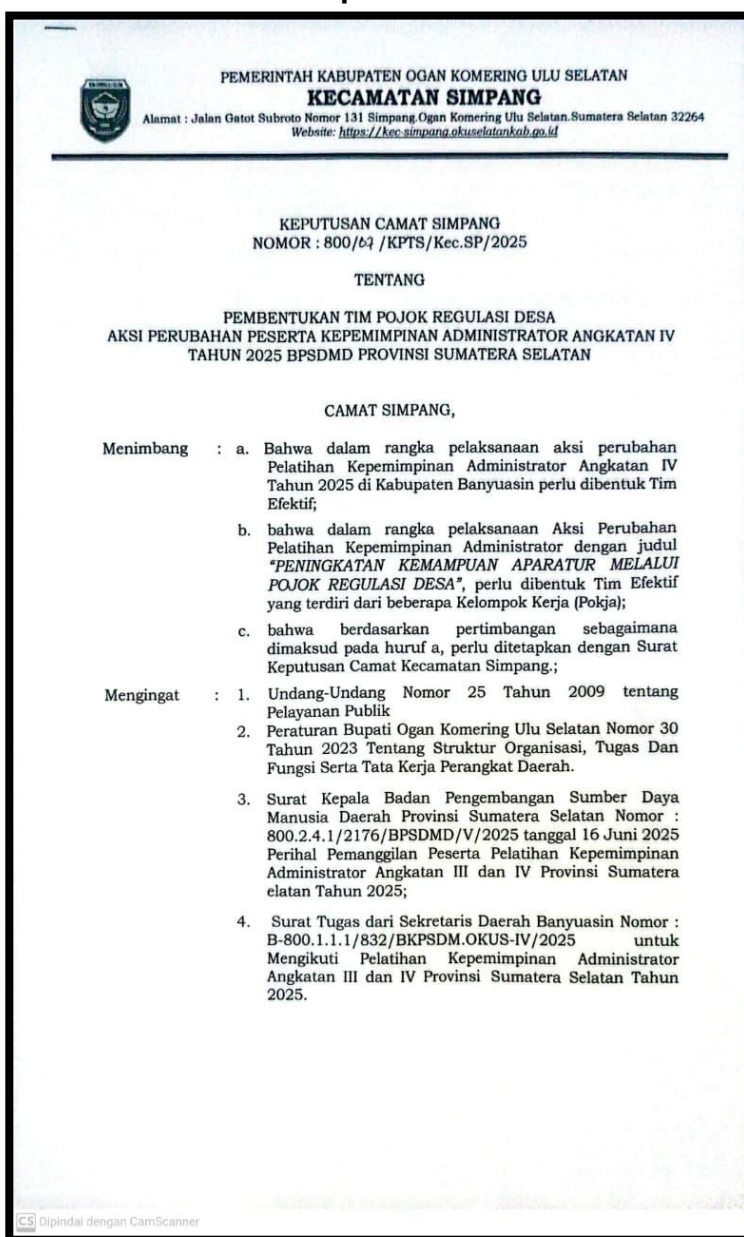 PEMERINTAH KABUPATEN OGAN KOMERING ULU SELATAN
KECAMATAN SIMPANG
Alamat : Jalan Gatot Subroto Nomor 131 Simpang.Ogan Komering Ulu Selatan.Sumatera Selatan 32264
Website: https://kec-simpang.okuselatankab.go.id
KEPUTUSAN CAMAT SIMPANG
NOMOR : 800/ /KPTS/Kec.SP/2025
TENTANG
PEMBENTUKAN TIM POJOK REGULASI DESA
AKSI PERUBAHAN PESERTA KEPEMIMPINAN ADMINISTRATOR ANGKATAN IV
TAHUN 2025 BPSDMD PROVINSI SUMATERA SELATAN
CAMAT SIMPANG,
Menimbang : a. Bahwa dalam rangka pelaksanaan aksi perubahan
Pelatihan Kepemimpinan Administrator Angkatan IV
Tahun 2025 di Kabupaten Banyuasin perlu dibentuk Tim
Efektif;
b. bahwa dalam rangka pelaksanaan Aksi Perubahan
Pelatihan Kepemimpinan Administrator dengan judul
"PENINGKATAN KEMAMPUAN APARATUR MELALUI
POJOK REGULASI DESA", perlu dibentuk Tim Efektif
yang terdiri dari beberapa Kelompok Kerja (Pokja);
c. bahwa berdasarkan pertimbangan sebagaimana
dimaksud pada huruf a, perlu ditetapkan dengan Surat
Keputusan Camat Kecamatan Simpang.;
Mengingat : 1. Undang-Undang Nomor 25 Tahun 2009 tentang
Pelayanan Publik
2. Peraturan Bupati Ogan Komering Ulu Selatan Nomor 30
Tahun 2023 Tentang Struktur Organisasi, Tugas Dan
Fungsi Serta Tata Kerja Perangkat Daerah.
3. Surat Kepala Badan Pengembangan Sumber Daya
Manusia Daerah Provinsi Sumatera Selatan Nomor :
800.2.4.1/2176/BPSDMD/V/2025 tanggal 16 Juni 2025
Perihal Pemanggilan Peserta Pelatihan Kepemimpinan
Administrator Angkatan III dan IV Provinsi Sumatera
elatan Tahun 2025;
4. Surat Tugas dari Sekretaris Daerah Banyuasin Nomor :
B-800.1.1.1/832/BKPSDM.OKUS-IV/2025 untuk
Mengikuti Pelatihan Kepemimpinan Administrator
Angkatan III dan IV Provinsi Sumatera Selatan Tahun
2025.
CS Dipindai dengan CamScanner